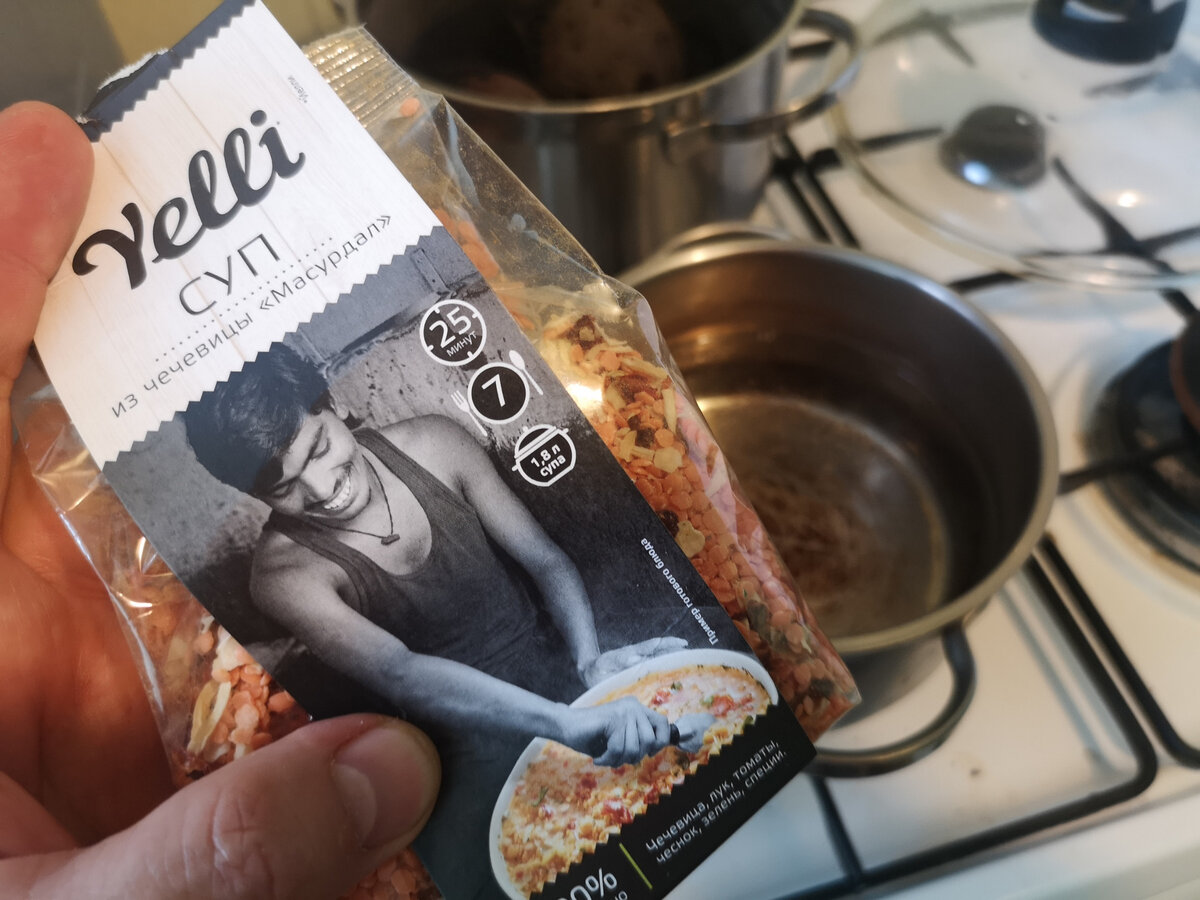 *Йелли
Yelli
СУП
из чечевицы «Масурдал»
25
минут
7
1,8 л
супа
Пример готового блюда
Чечевица, лук, томаты,
чеснок, зелень, специи.